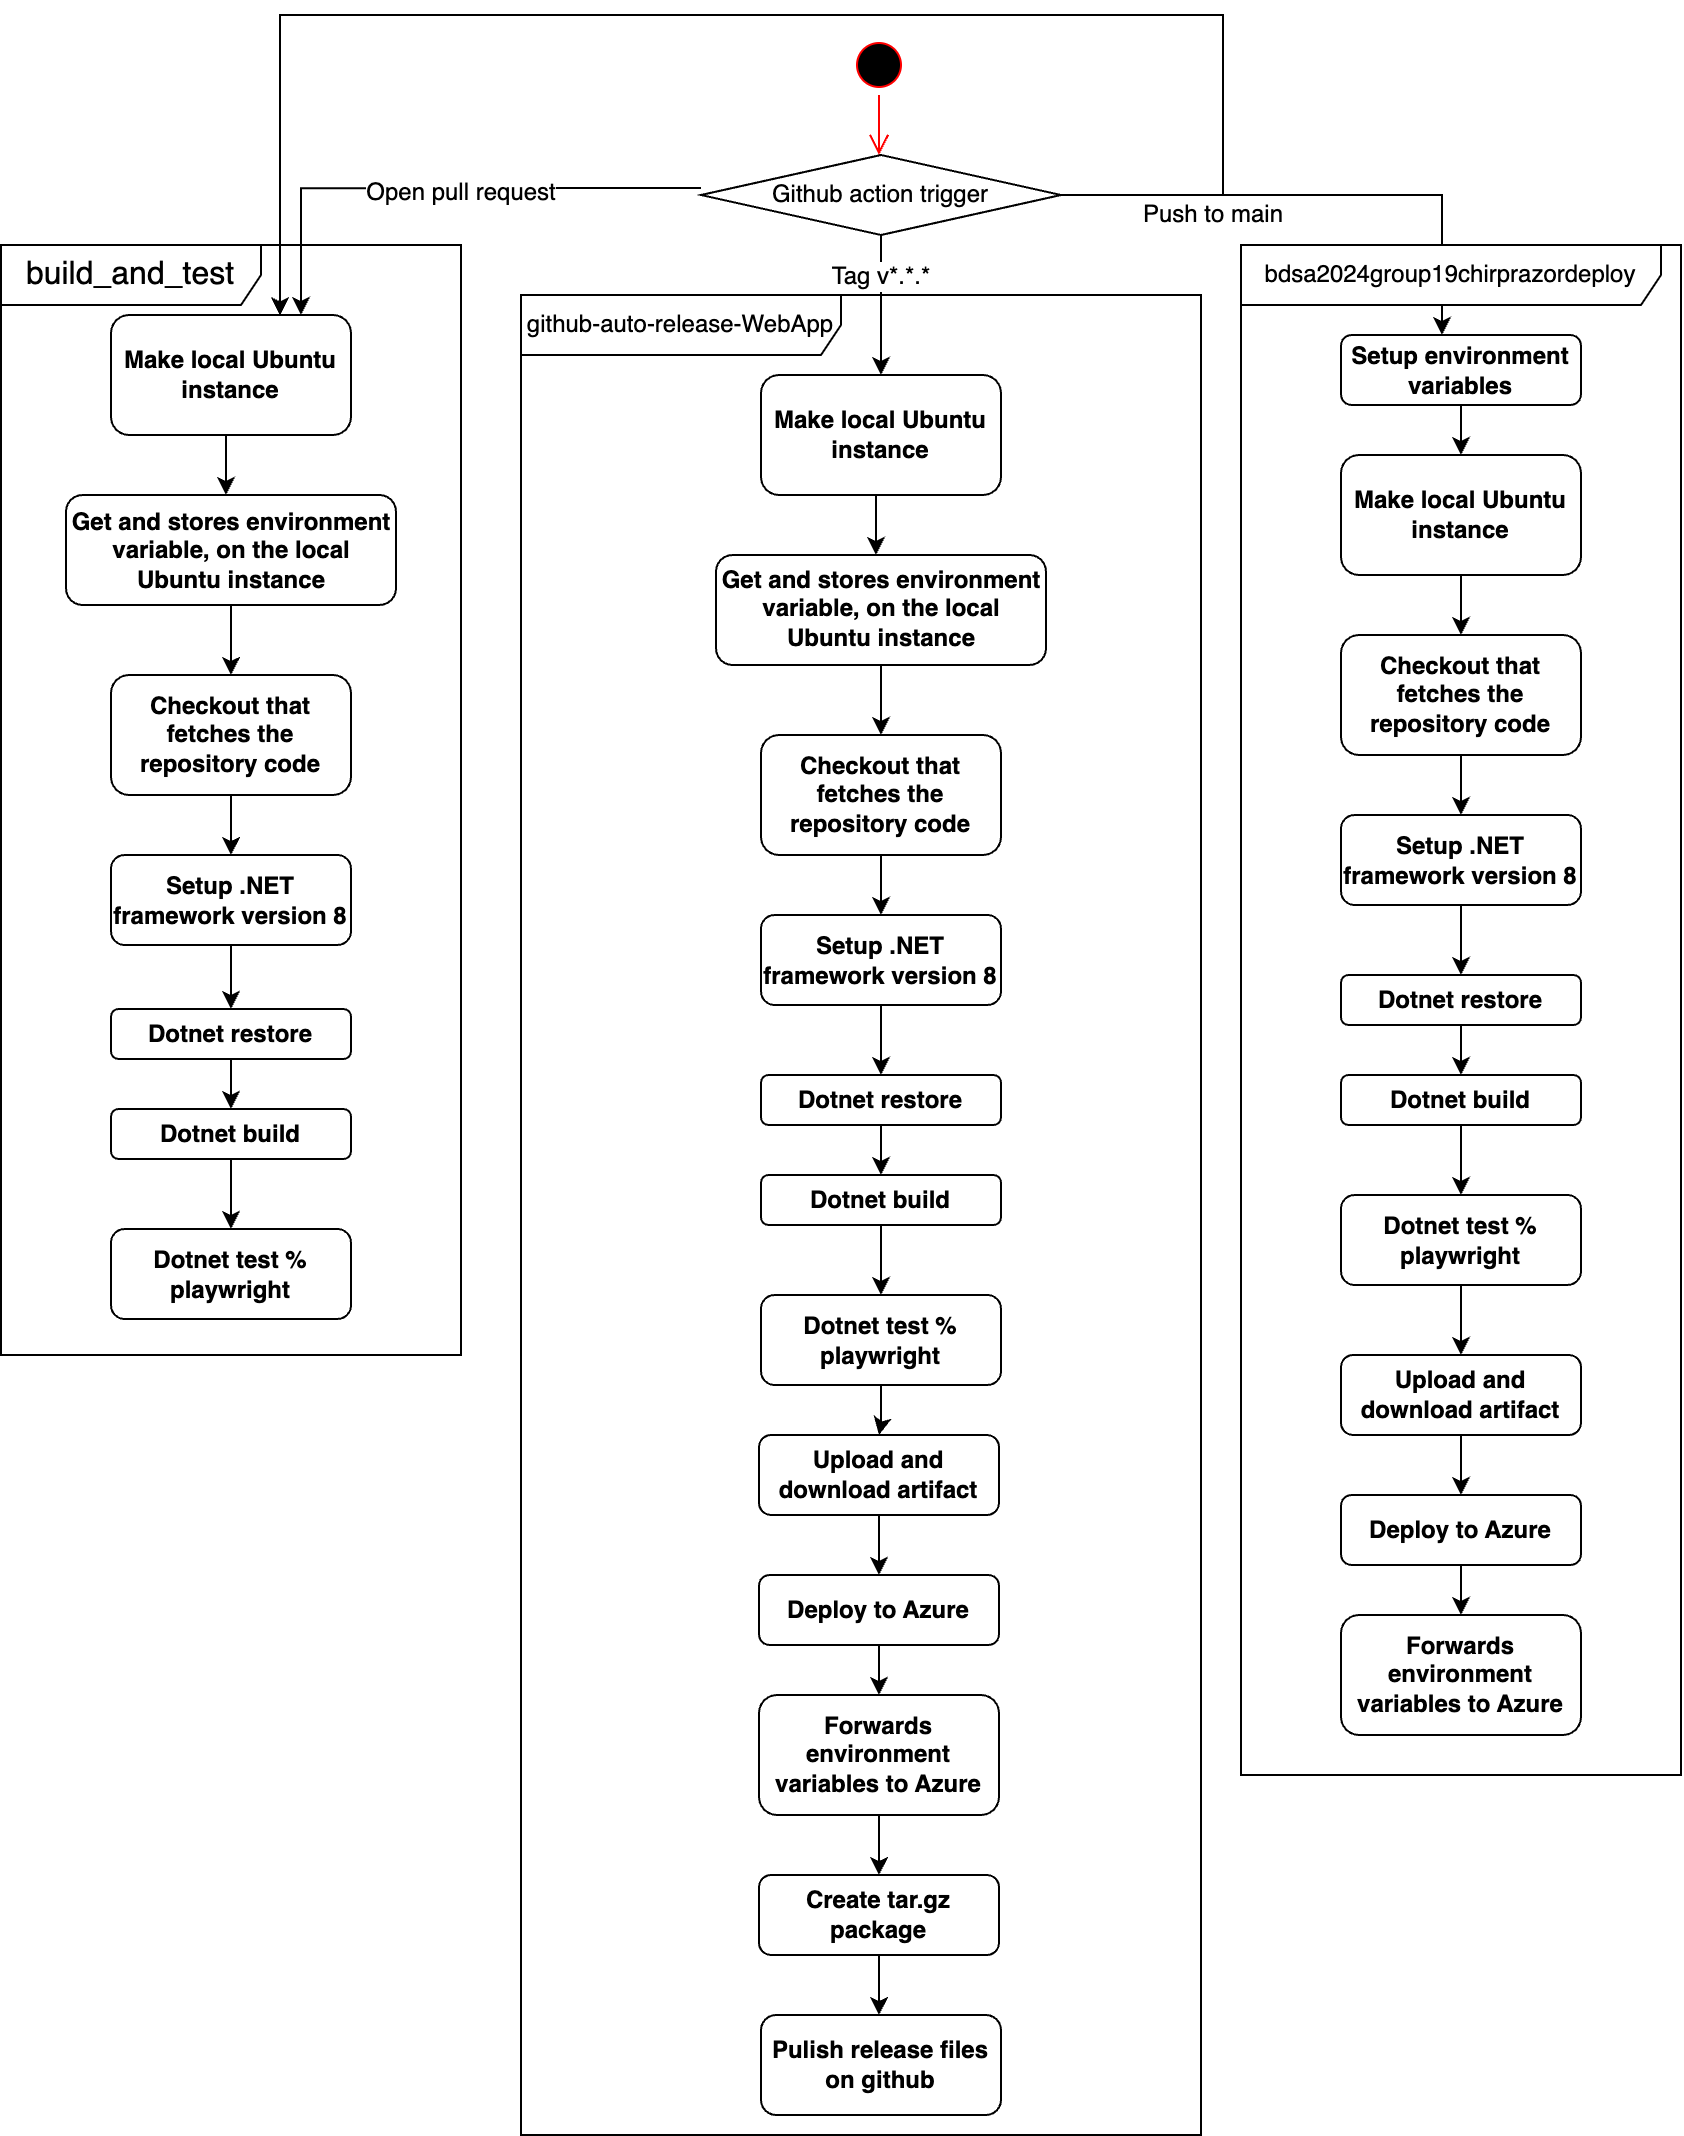 Github action trigger
Open pull request
Push to main
Tag v*.*.*
build_and_test
Make local Ubuntu
instance
Get and stores environment
variable, on the local
Ubuntu instance
Checkout that
fetches the
repository code
Setup .NET
framework version 8
Dotnet restore
Dotnet build
Dotnet test %
playwright
github-auto-release-WebApp
Make local Ubuntu
instance
Get and stores environment
variable, on the local
Ubuntu instance
Checkout that
fetches the
repository code
Setup .NET
framework version 8
Dotnet restore
Dotnet build
Dotnet test %
playwright
Upload and
download artifact
Deploy to Azure
Forwards
environment
variables to Azure
Create tar.gz
package
Pulish release files
on github
bdsa2024group19chirprazordeploy
Setup environment
variables
Make local Ubuntu
instance
Checkout that
fetches the
repository code
Setup .NET
framework version 8
Dotnet restore
Dotnet build
Dotnet test %
playwright
Upload and
download artifact
Deploy to Azure
Forwards
environment
variables to Azure